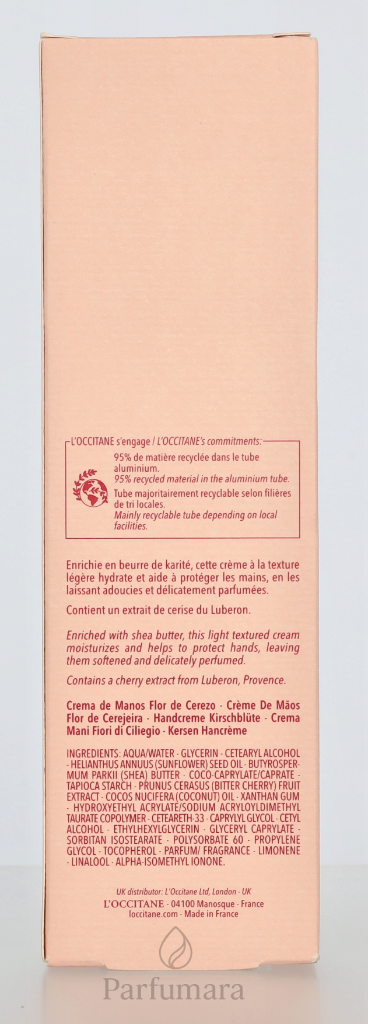 L'OCCITANE s'engage / L'OCCITANE's commitments:
95% de matière recyclée dans le tube
aluminium.
95% recycled material in the aluminium tube.
Tube majoritairement recyclable selon filières
de tri locales.
Mainly recyclable tube depending on local
facilities.
Enrichie en beurre de karité, cette crème à la texture
légère hydrate et aide à protéger les mains, en les
laissant adoucies et délicatement parfumées.
Contient un extrait de cerise du Luberon.
Enriched with shea butter, this light textured cream
moisturizes and helps to protect hands, leaving
them softened and delicately perfumed.
Contains a cherry extract from Luberon, Provence.
Crema de Manos Flor de Cerezo · Crème De Mãos
Flor de Cerejeira · Handcreme Kirschblüte · Crema
Mani Fiori di Ciliegio · Kersen Hancrème
INGREDIENTS: AQUA/WATER · GLYCERIN · CETEARYL ALCOHOL
· HELIANTHUS ANNUUS (SUNFLOWER) SEED OIL · BUTYROSPER-
MUM PARKII (SHEA) BUTTER · COCO-CAPRYLATE/CAPRATE ·
TAPIOCA STARCH · PRUNUS CERASUS (BITTER CHERRY) FRUIT
EXTRACT · COCOS NUCIFERA (COCONUT) OIL · XANTHAN GUM
· HYDROXYETHYL ACRYLATE/SODIUM ACRYLOYLDIMETHYL
TAURATE COPOLYMER · CETEARETH-33 · CAPRYLYL GLYCOL · CETYL
ALCOHOL · ETHYLHEXYLGLYCERIN · GLYCERYL CAPRYLATE ·
SORBITAN ISOSTEARATE · POLYSORBATE 60 · PROPYLENE
GLYCOL · TOCOPHEROL · PARFUM/ FRAGRANCE · LIMONENE
· LINALOOL · ALPHA-ISOMETHYL IONONE.
UK distributor: L'Occitane Ltd, London · UK
L'OCCITANE · 04100 Manosque · France
loccitane.com · Made in France
Parfumara